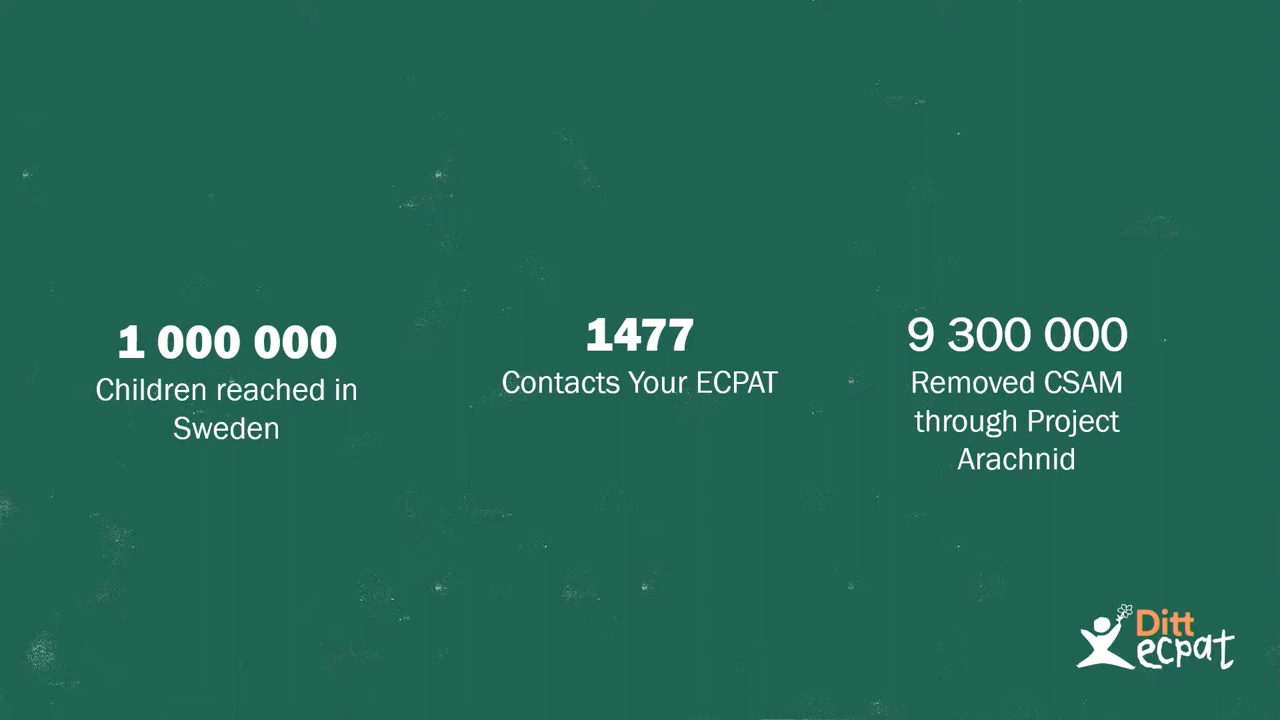 1 000 000
Children reached in
Sweden
1477
Contacts Your ECPAT
9 300 000
Removed CSAM
through Project
Arachnid
Ditt
ecpat